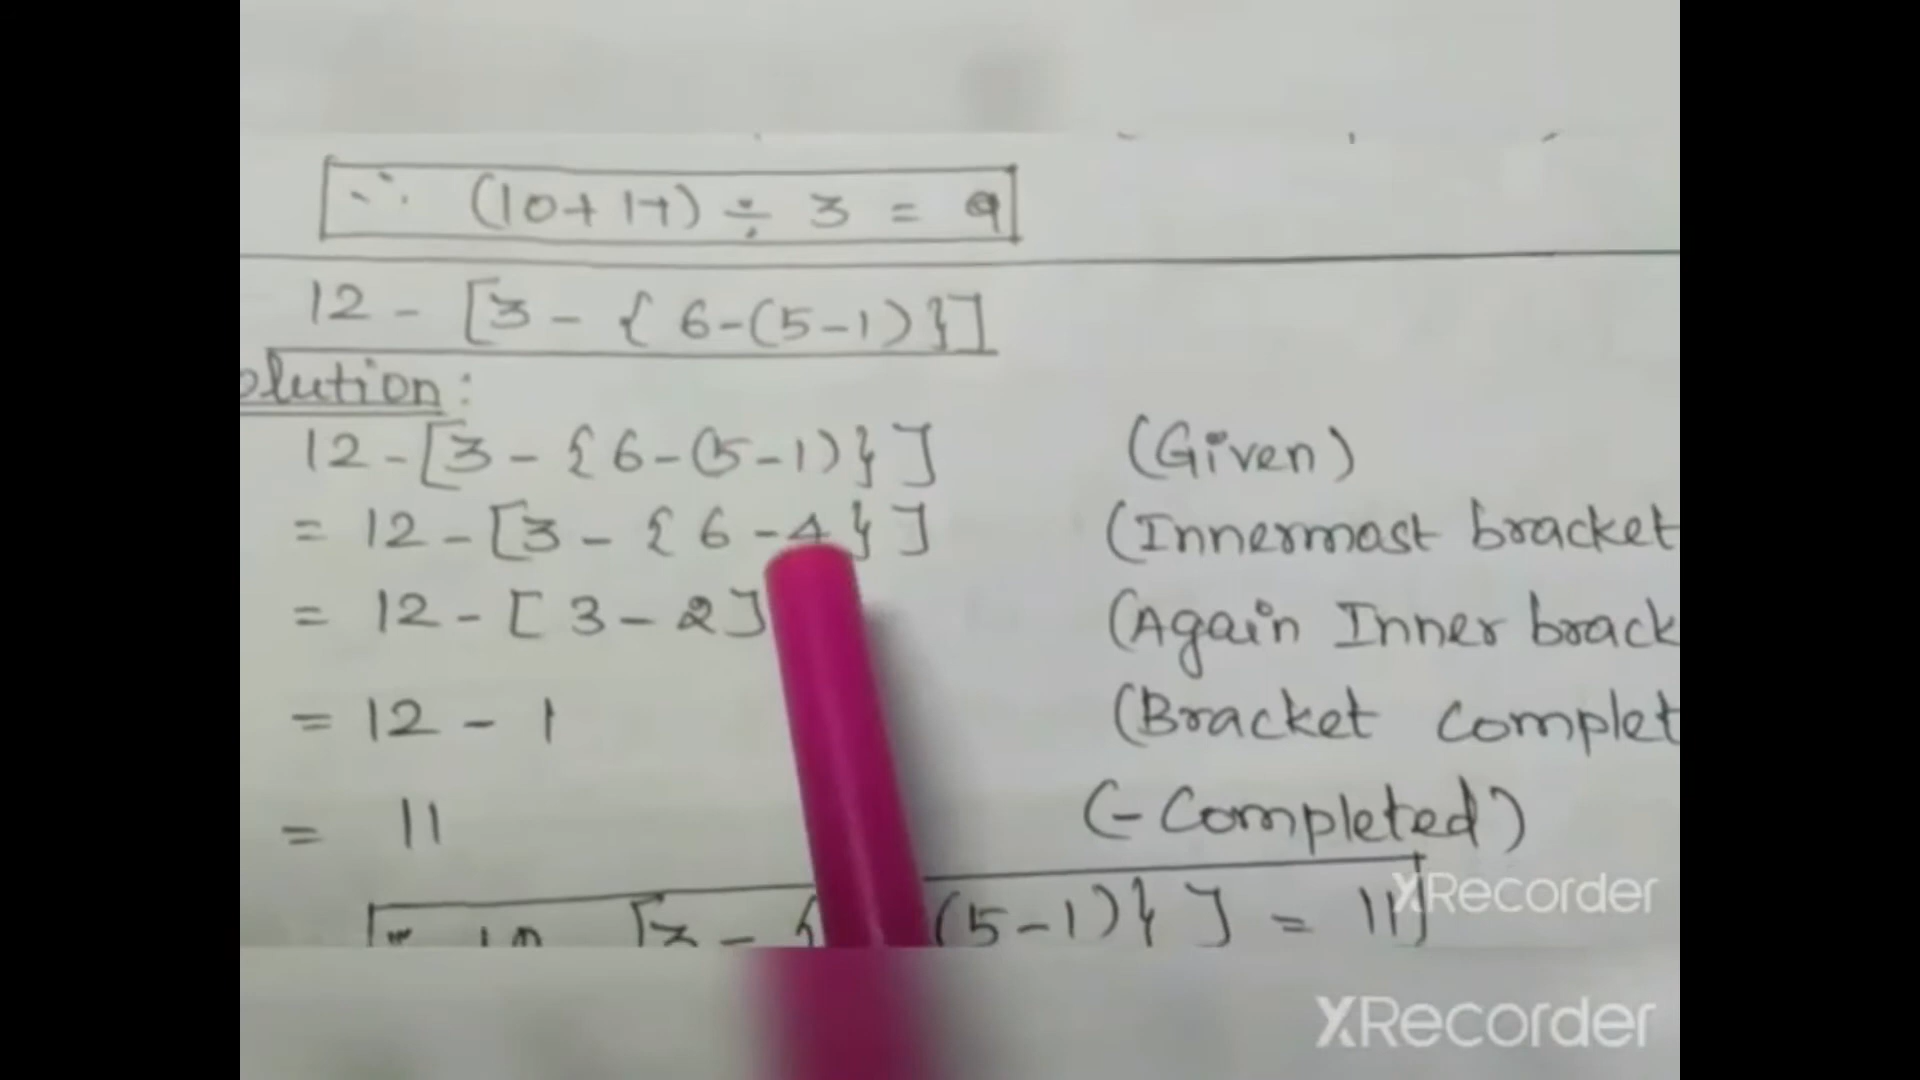 ∴ (10+17) ÷ 3 = 9
12 - [3 - { 6-(5-1)}]
olution:
12-[3-{6-(5-1)}] (Given)
= 12-[3-{6-4}] (Innermost bracket
= 12-[3-2] (Again Inner brack
= 12 - 1 (Bracket complet
= 11 (-Completed)
[3-{ (5-1)}] = 11
XRecorder
XRecorder